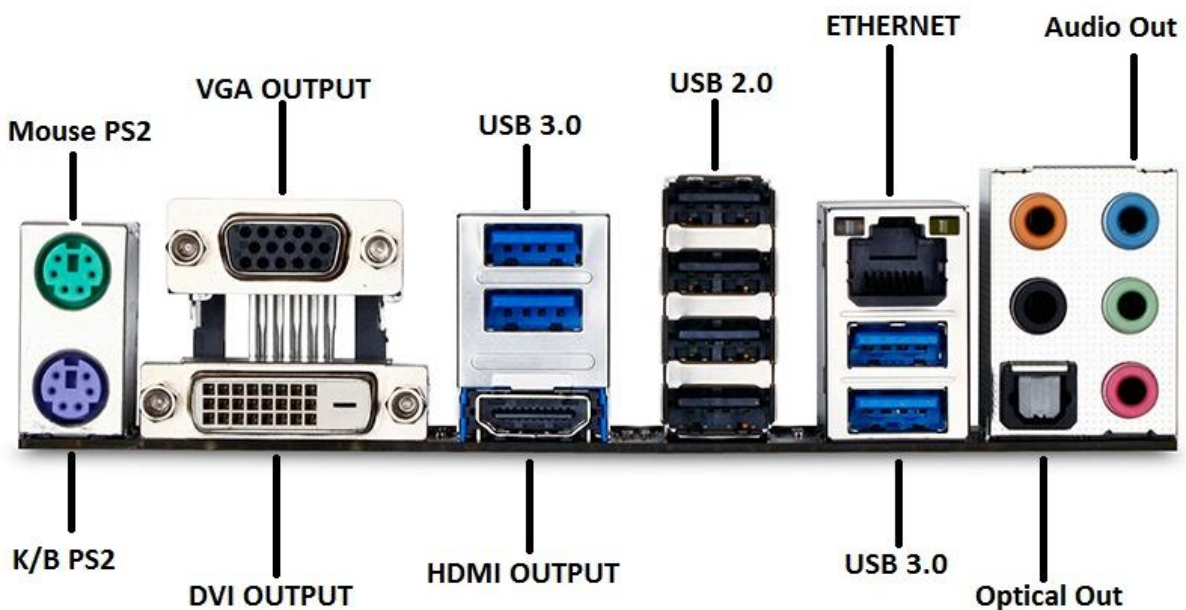 ETHERNET
Audio Out
VGA OUTPUT
USB 2.0
Mouse PS2
USB 3.0
K/B PS2
DVI OUTPUT
HDMI OUTPUT
USB 3.0
Optical Out